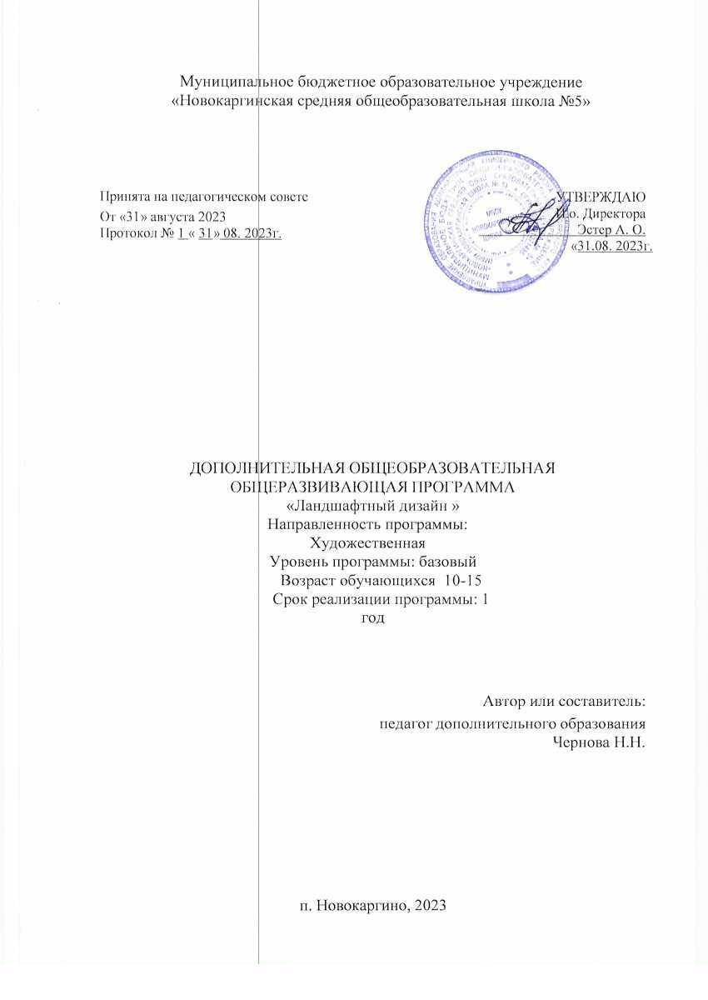 Муниципальное бюджетное образовательное учреждение
«Новокаргинская средняя общеобразовательная школа №5»
Принята на педагогическом совете
От «31» августа 2023
Протокол № 1 « 31» 08. 2023г.
УТВЕРЖДАЮ
И.о. Директора
Эстер А. О.
«31.08. 2023г.
ДОПОЛНИТЕЛЬНАЯ ОБЩЕОБРАЗОВАТЕЛЬНАЯ
ОБЩЕРАЗВИВАЮЩАЯ ПРОГРАММА
«Ландшафтный дизайн »
Направленность программы:
Художественная
Уровень программы: базовый
Возраст обучающихся 10-15
Срок реализации программы: 1
год
Автор или составитель:
педагог дополнительного образования
Чернова Н.Н.
п. Новокаргино, 2023